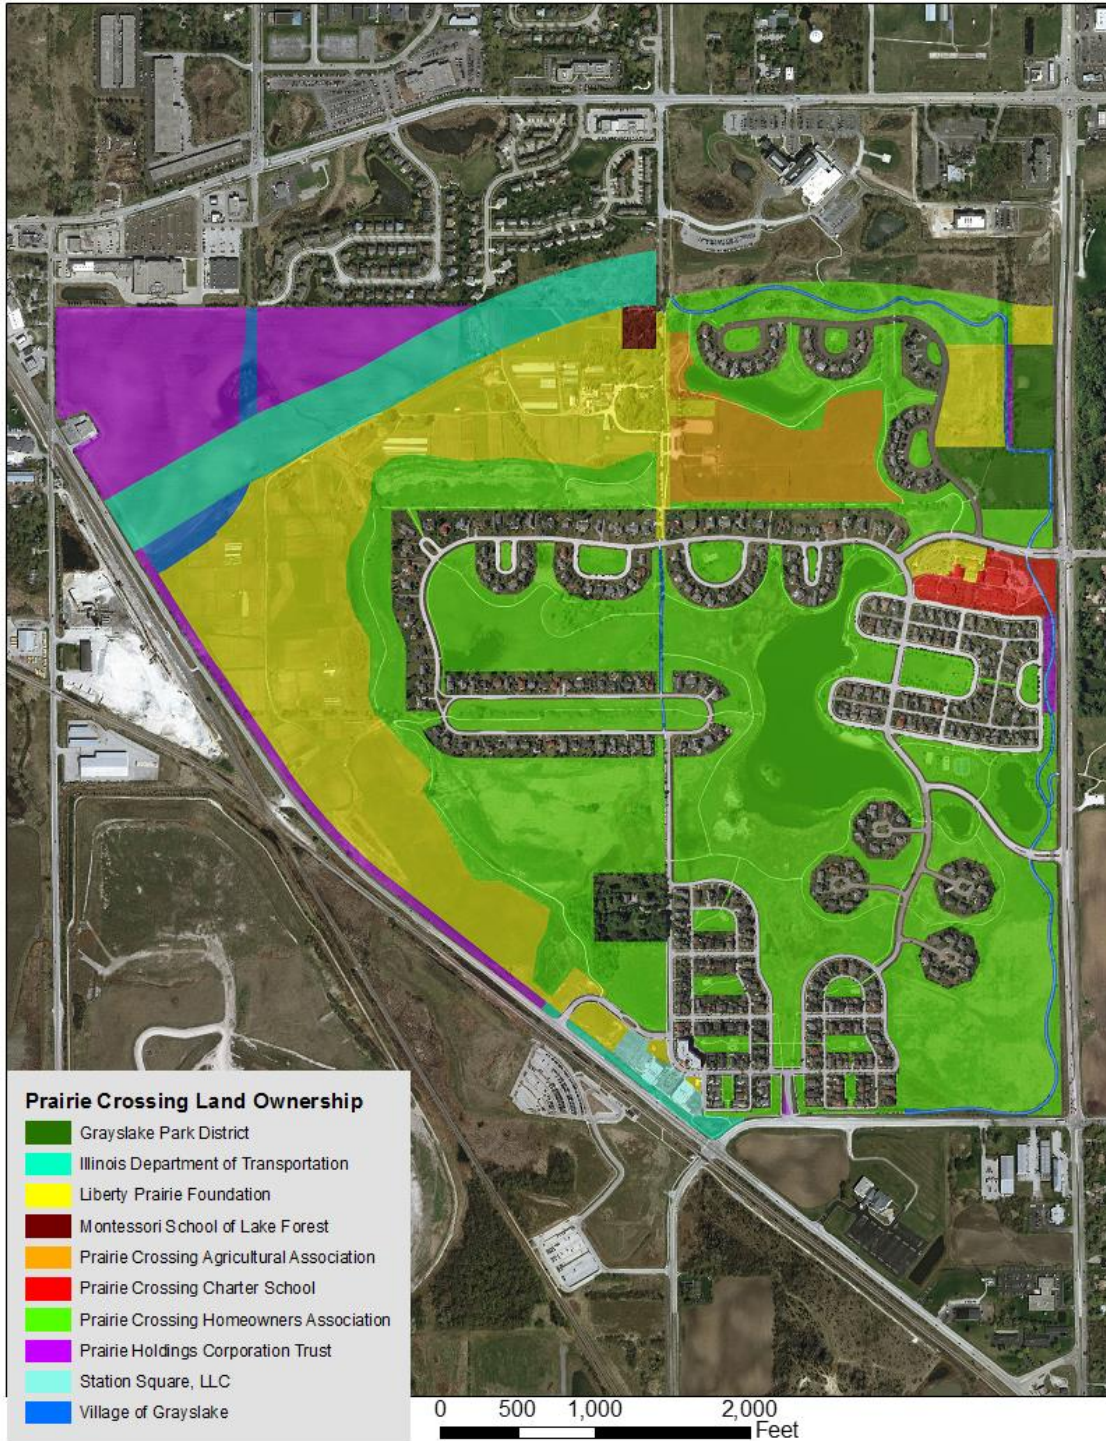 Prairie Crossing Land Ownership
Grayslake Park District
Illinois Department of Transportation
Liberty Prairie Foundation
Montessori School of Lake Forest
Prairie Crossing Agricultural Association
Prairie Crossing Charter School
Prairie Crossing Homeowners Association
Prairie Holdings Corporation Trust
Station Square, LLC
Village of Grayslake
0 500 1,000 2,000
Feet